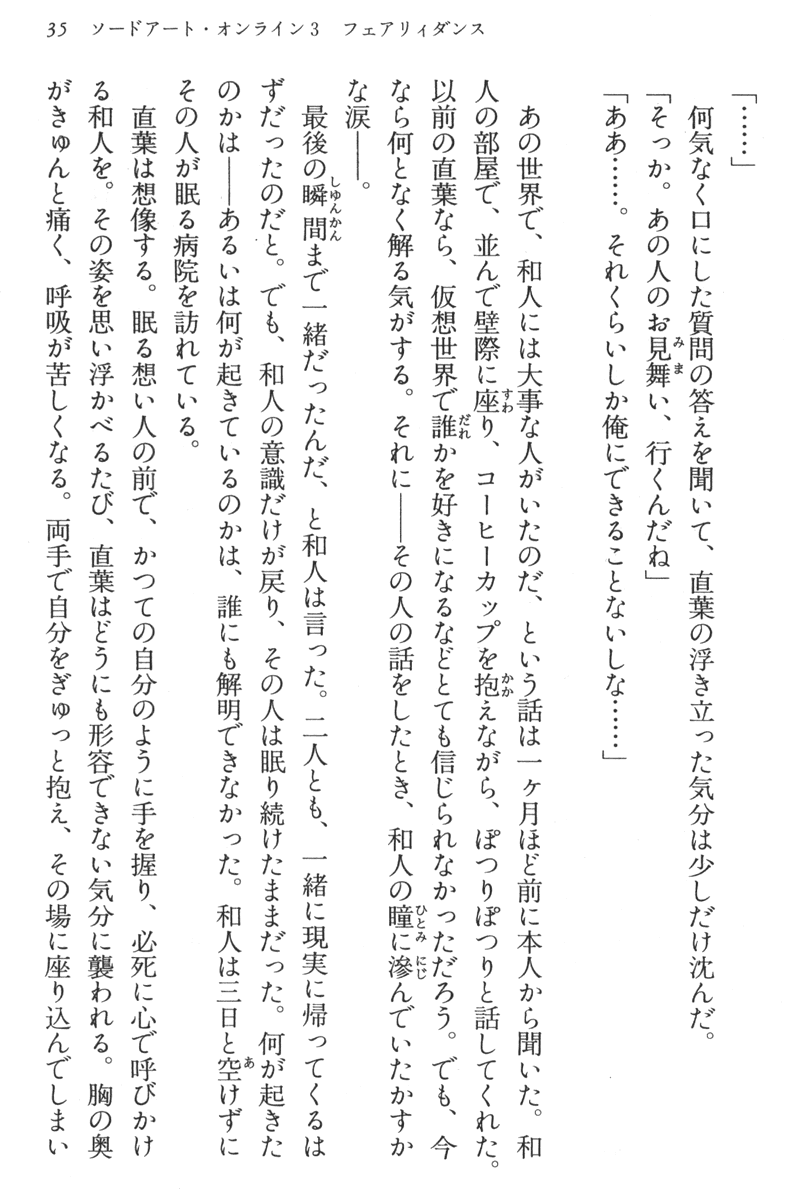 35　ソードアート・オンライン3　フェアリィダンス
「……」
　何気なく口にした質問の答えを聞いて、直葉の浮き立った気分は少しだけ沈んだ。
「そっか。あの人のお見舞い、行くんだね」
「ああ……。それくらいしか俺にできることないしな……」
　あの世界で、和人には大事な人がいたのだ、という話は一ヶ月ほど前に本人から聞いた。和
人の部屋で、並んで壁際に座り、コーヒーカップを抱えながら、ぽつりぽつりと話してくれた。
以前の直葉なら、仮想世界で誰かを好きになるなどとても信じられなかっただろう。でも、今
なら何となく解る気がする。それに――その人の話をしたとき、和人の瞳に滲んでいたかすか
な涙――。
　最後の瞬間まで一緒だったんだ、と和人は言った。二人とも、一緒に現実に帰ってくるは
ずだったのだと。でも、和人の意識だけが戻り、その人は眠り続けたままだった。何が起きた
のかは――あるいは何が起きているのかは、誰にも解明できなかった。和人は三日と空けずに
その人が眠る病院を訪れている。
　直葉は想像する。眠る想い人の前で、かつての自分のように手を握り、必死に心で呼びかけ
る和人を。その姿を思い浮かべるたび、直葉はどうにも形容できない気分に襲われる。胸の奥
がきゅんと痛く、呼吸が苦しくなる。両手で自分をぎゅっと抱え、その場に座り込んでしまい